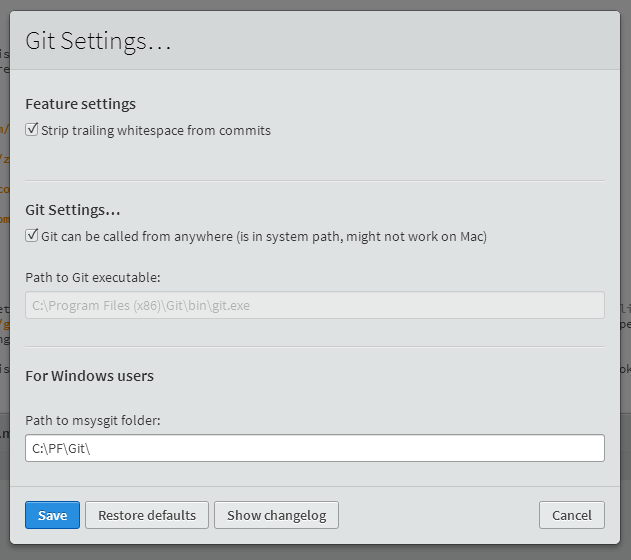 Git Settings...
Feature settings
Strip trailing whitespace from commits
Git Settings...
Git can be called from anywhere (is in system path, might not work on Mac)
Path to Git executable:
C:\Program Files (x86)\Git\bin\git.exe
For Windows users
Path to msysgit folder:
C:\PF\Git\
Save
Restore defaults
Show changelog
Cancel